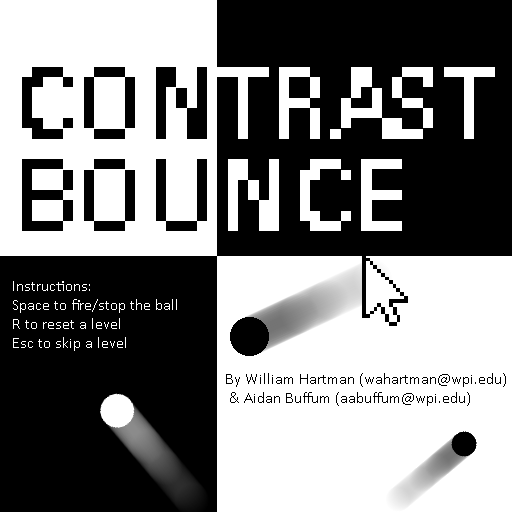 CONTRAST
BOUNCE
Instructions:
Space to fire/stop the ball
R to reset a level
Esc to skip a level
By William Hartman (wahartman@wpi.edu)
& Aidan Buffum (aabuffum@wpi.edu)